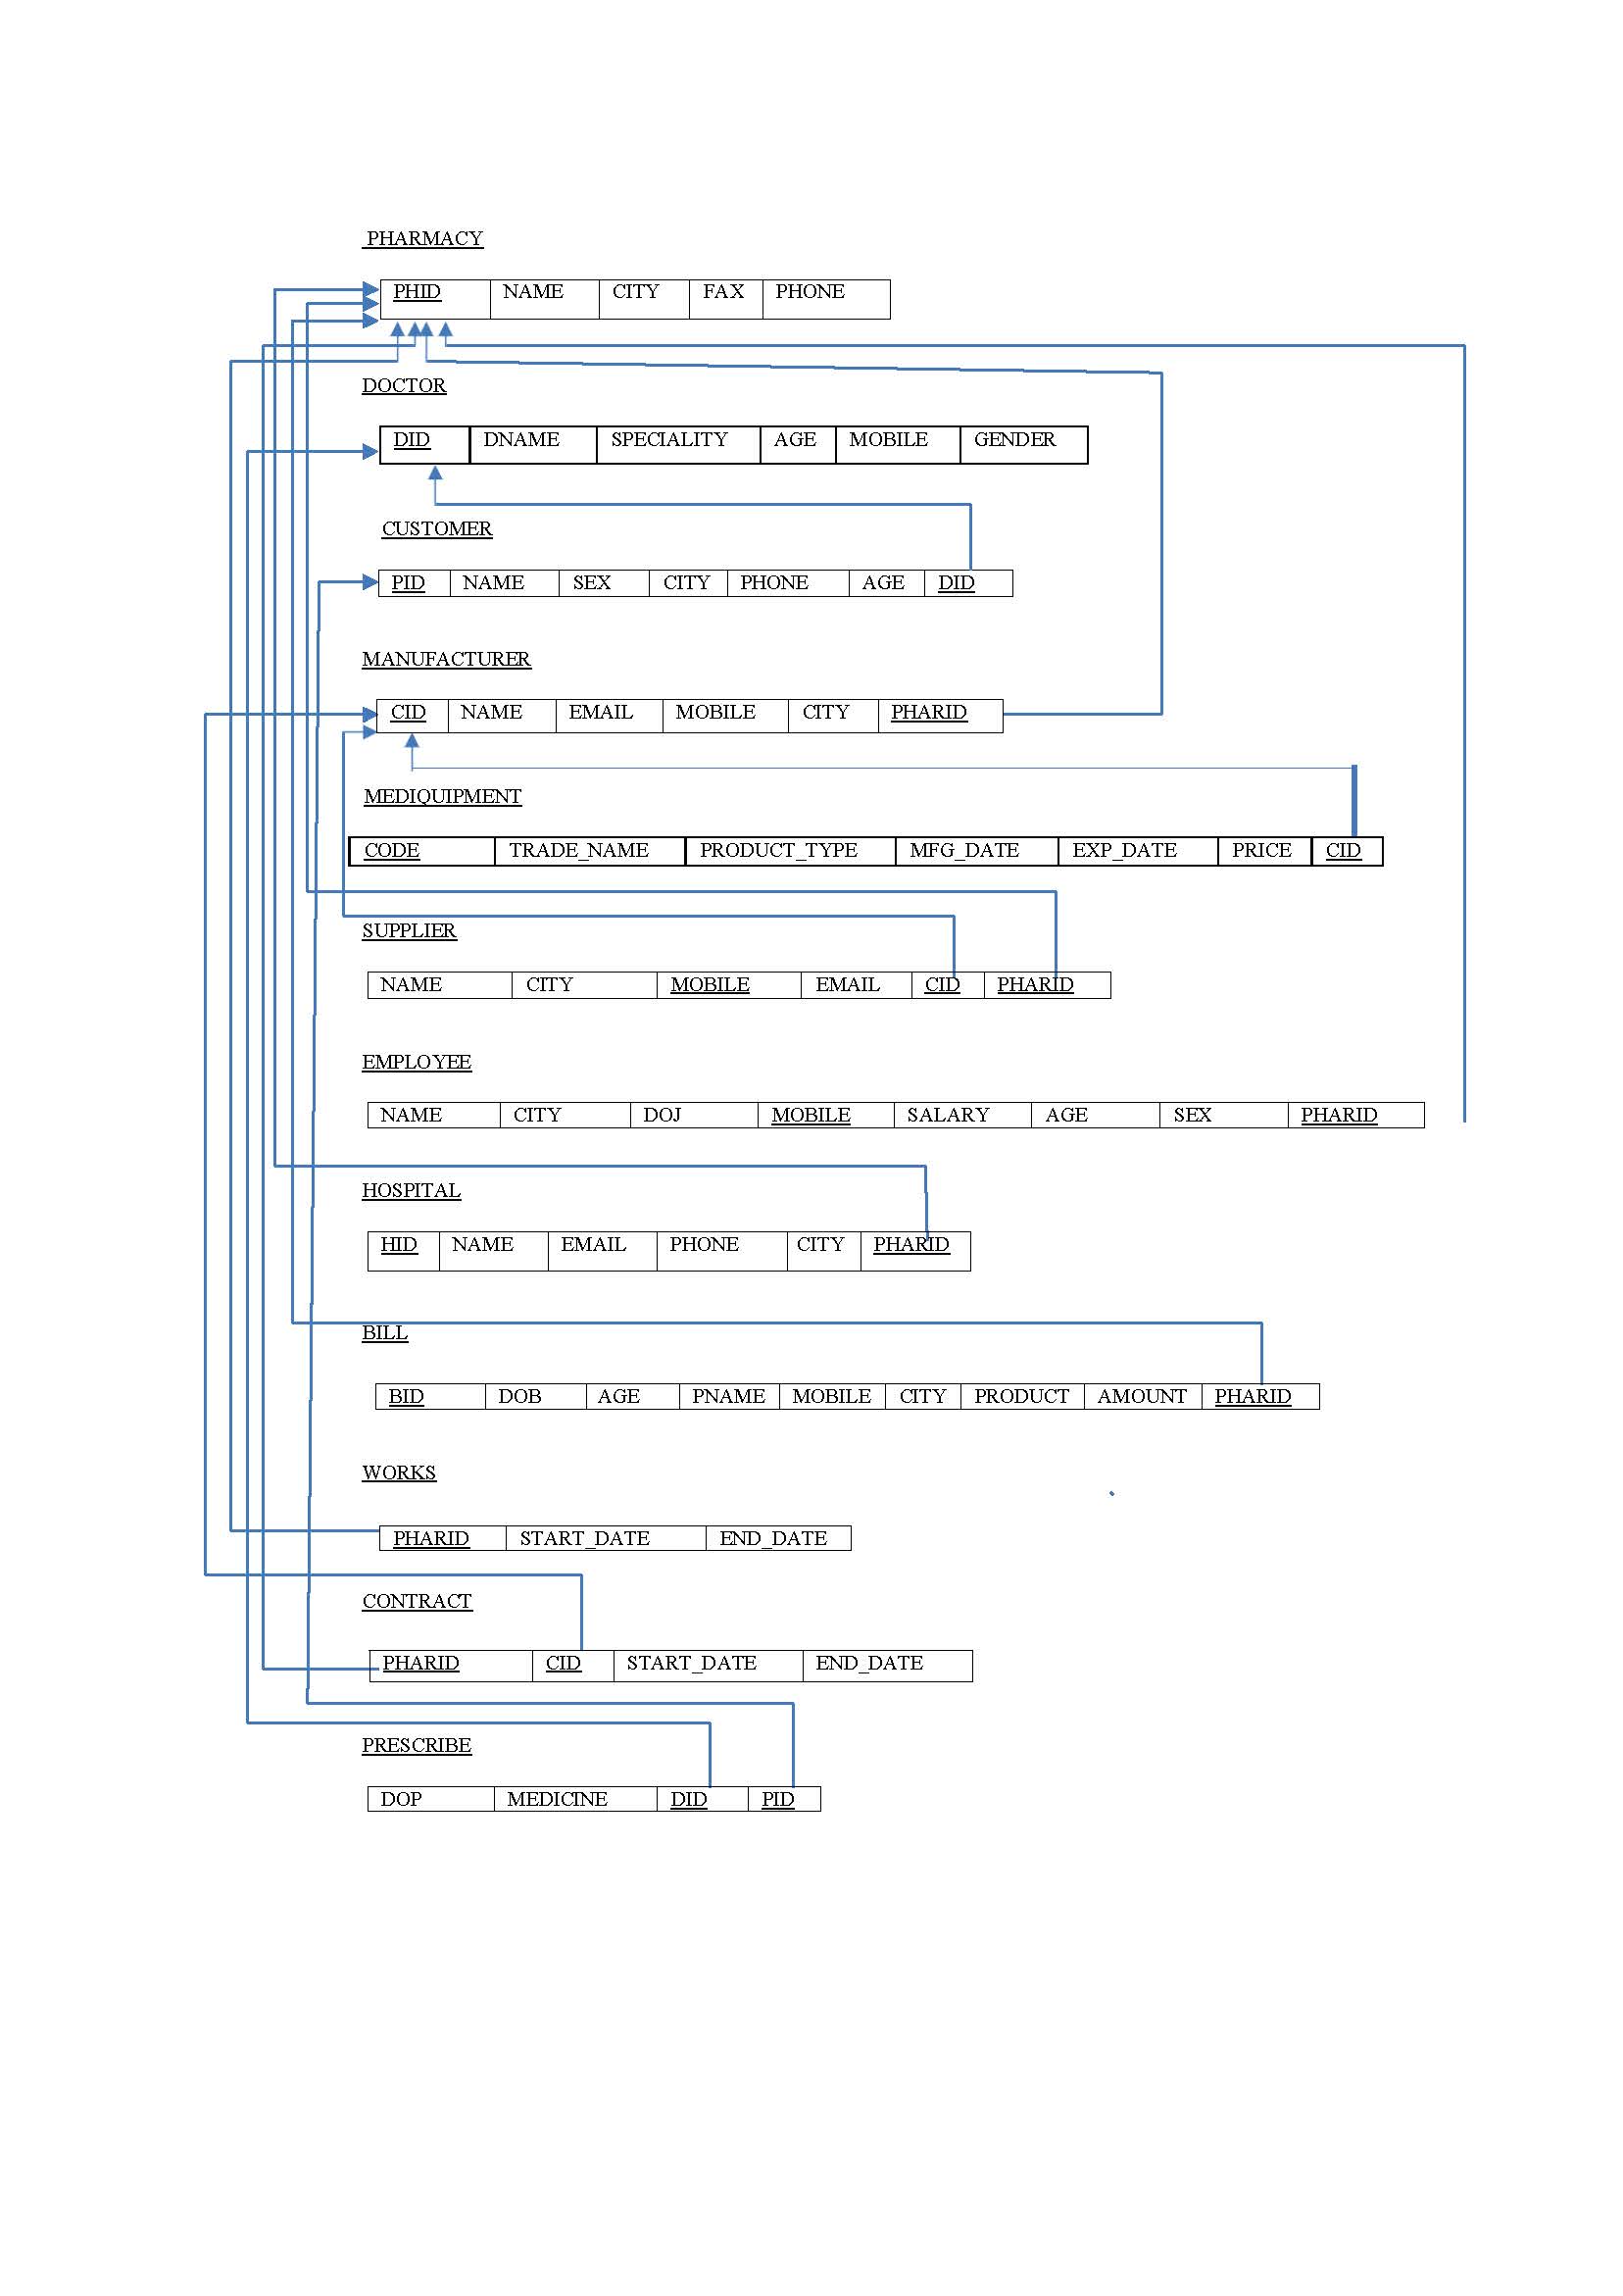 PHARMACY
PHID NAME CITY FAX PHONE
DOCTOR
DID DNAME SPECIALITY AGE MOBILE GENDER
CUSTOMER
PID NAME SEX CITY PHONE AGE DID
MANUFACTURER
CID NAME EMAIL MOBILE CITY PHARID
MEDIQUIPMENT
CODE TRADE_NAME PRODUCT_TYPE MFG_DATE EXP_DATE PRICE CID
SUPPLIER
NAME CITY MOBILE EMAIL CID PHARID
EMPLOYEE
NAME CITY DOJ MOBILE SALARY AGE SEX PHARID
HOSPITAL
HID NAME EMAIL PHONE CITY PHARID
BILL
BID DOB AGE PNAME MOBILE CITY PRODUCT AMOUNT PHARID
WORKS
PHARID START_DATE END_DATE
CONTRACT
PHARID CID START_DATE END_DATE
PRESCRIBE
DOP MEDICINE DID PID